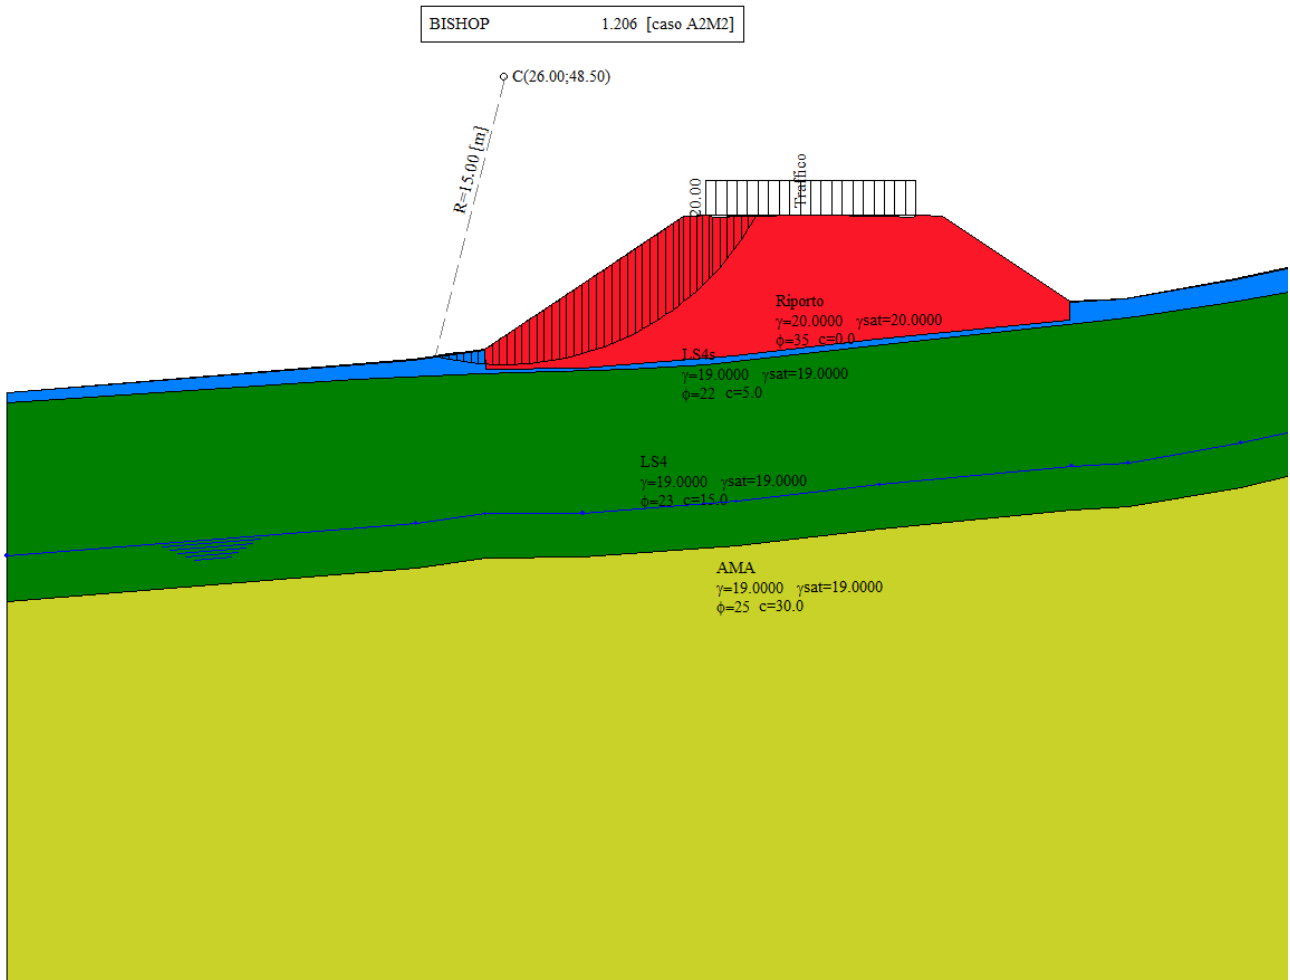 BISHOP 1.206 [caso A2M2]
C(26.00;48.50)
R=15.00 [m]
20.00
Traffico
Riporto
γ=20.0000 γsat=20.0000
ϕ=35 c=0.0
LS4s
γ=19.0000 γsat=19.0000
ϕ=22 c=5.0
LS4
γ=19.0000 γsat=19.0000
ϕ=23 c=15.0
AMA
γ=19.0000 γsat=19.0000
ϕ=25 c=30.0